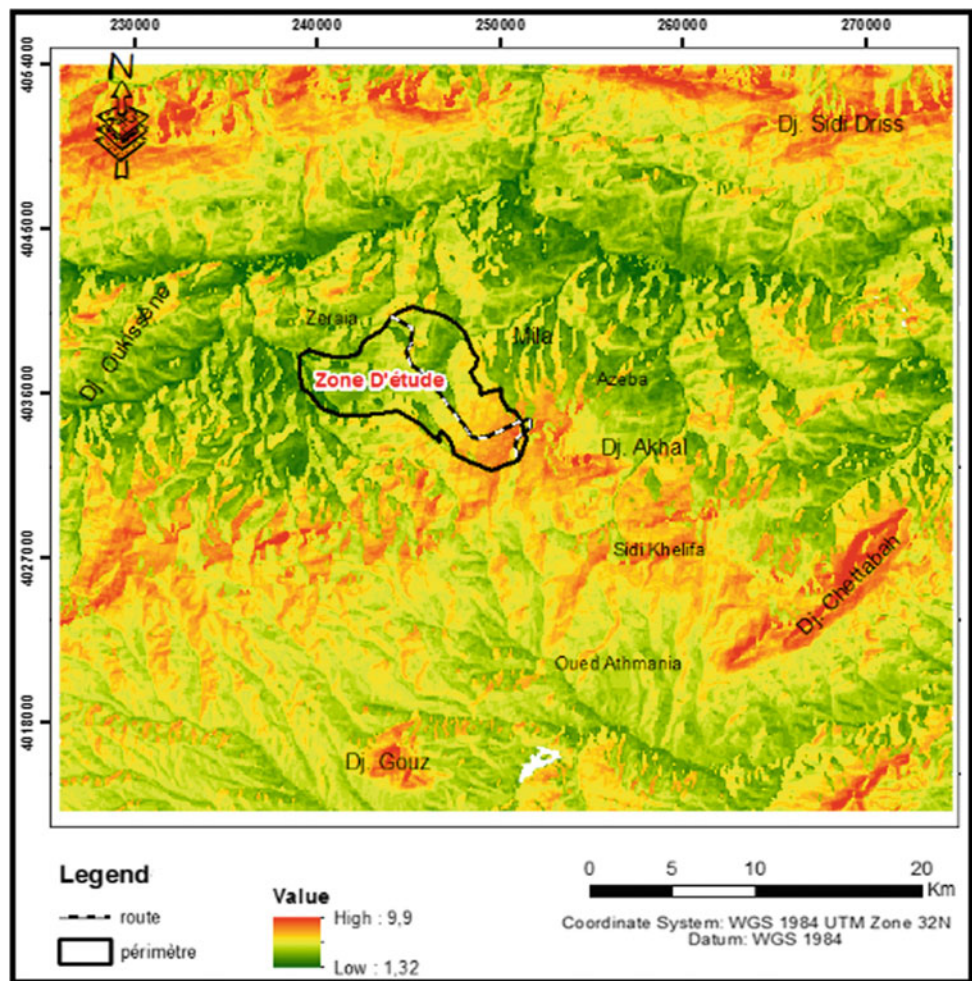 230000 240000 250000 260000 270000
4054000
N
Dj. Sidi Driss
4045000
Dj. Oukissène
Zeraia
Mila
Zone D'étude
Azeba
4036000
Dj. Akhal
4027000
Sidi Khelifa
Dj. Chettabah
Oued Athmania
4018000
Dj. Gouz
Legend
route
périmètre
Value
High : 9,9
Low : 1,32
0 5 10 20
Km
Coordinate System: WGS 1984 UTM Zone 32N
Datum: WGS 1984